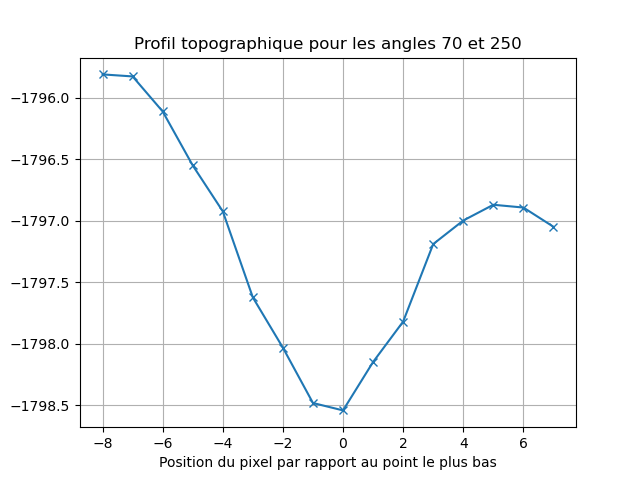 Profil topographique pour les angles 70 et 250
−1796.0
−1796.5
−1797.0
−1797.5
−1798.0
−1798.5
−8 −6 −4 −2 0 2 4 6
Position du pixel par rapport au point le plus bas